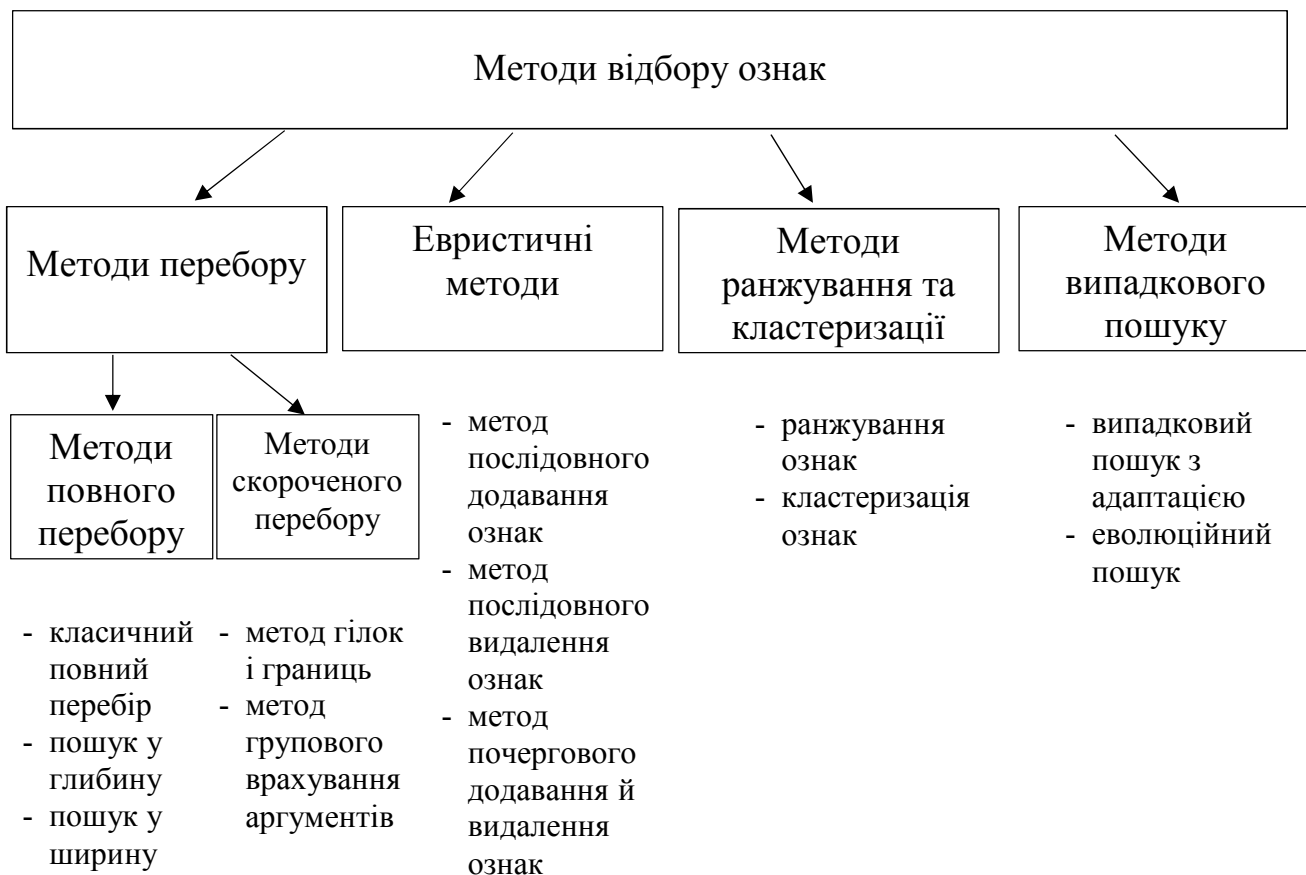 Методи відбору ознак
Методи перебору
Евристичні
методи
Методи
ранжування та
кластеризації
Методи
випадкового
пошуку
Методи
повного
перебору
Методи
скороченого
перебору
- класичний
повний
перебір
- пошук у
глибину
- пошук у
ширину
- метод гілок
і границь
- метод
групового
врахування
аргументів
- метод
послідовного
додавання
ознак
- метод
послідовного
видалення
ознак
- метод
почергового
додавання й
видалення
ознак
- ранжування
ознак
- кластеризація
ознак
- випадковий
пошук з
адаптацією
- еволюційний
пошук